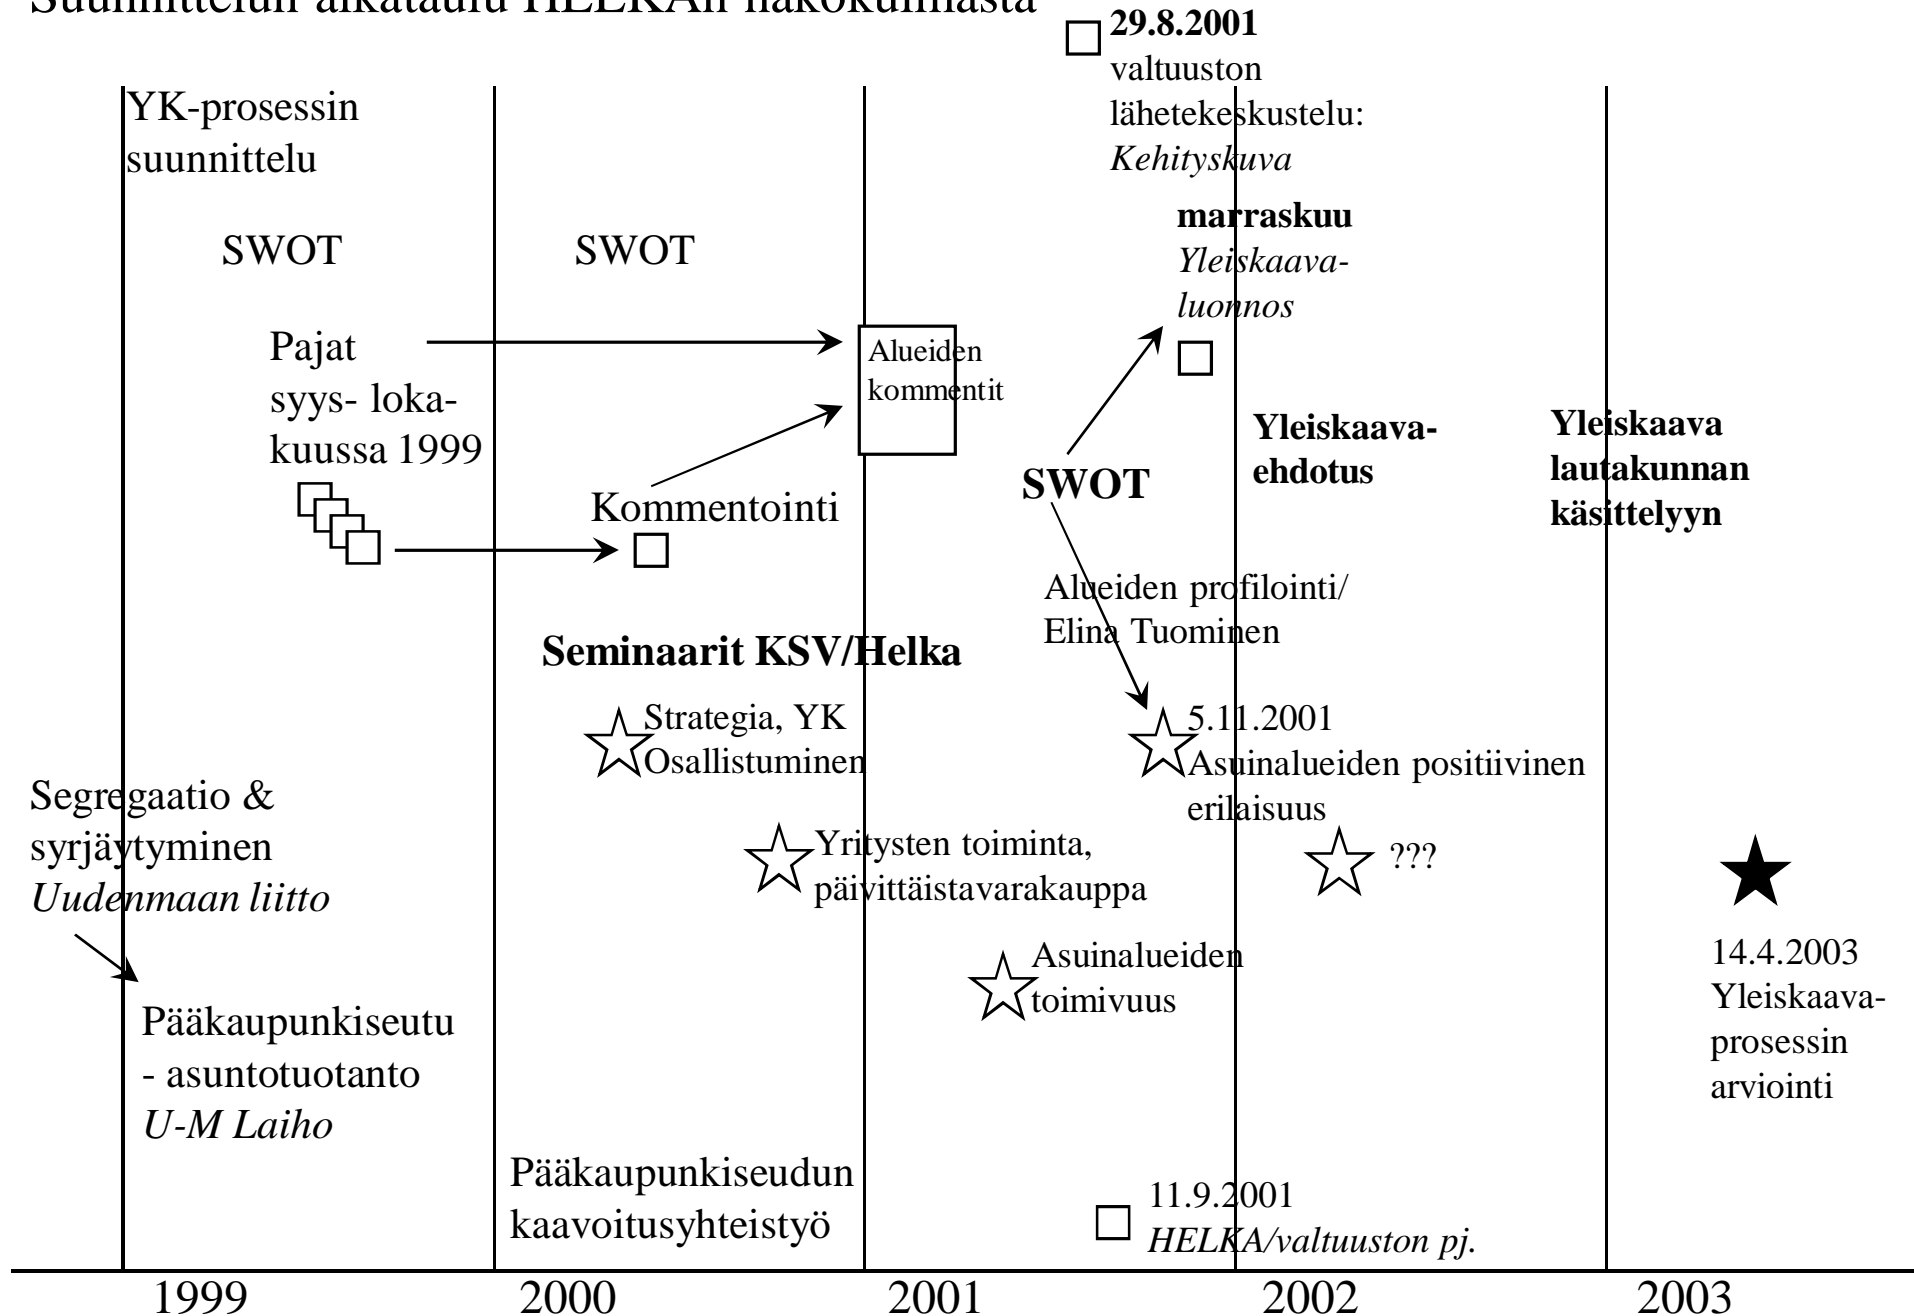 Suunnittelun aikataulu HELKAn näkökulmasta
29.8.2001
valtuuston
lähetekeskustelu:
Kehityskuva
YK-prosessin
suunnittelu
marraskuu
Yleiskaava-
luonnos
SWOT
SWOT
Pajat
syys- loka-
kuussa 1999
Alueiden
kommentit
Kommentointi
SWOT
Yleiskaava-
ehdotus
Yleiskaava
lautakunnan
käsittelyyn
Alueiden profilointi/
Elina Tuominen
Seminaarit KSV/Helka
Strategia, YK
Osallistuminen
5.11.2001
Asuinalueiden positiivinen
erilaisuus
Segregaatio &
syrjäytyminen
Uudenmaan liitto
Yritysten toiminta,
päivittäistavarakauppa
???
Asuinalueiden
toimivuus
14.4.2003
Yleiskaava-
prosessin
arviointi
Pääkaupunkiseutu
- asuntotuotanto
U-M Laiho
Pääkaupunkiseudun
kaavoitusyhteistyö
11.9.2001
HELKA/valtuuston pj.
1999
2000
2001
2002
2003